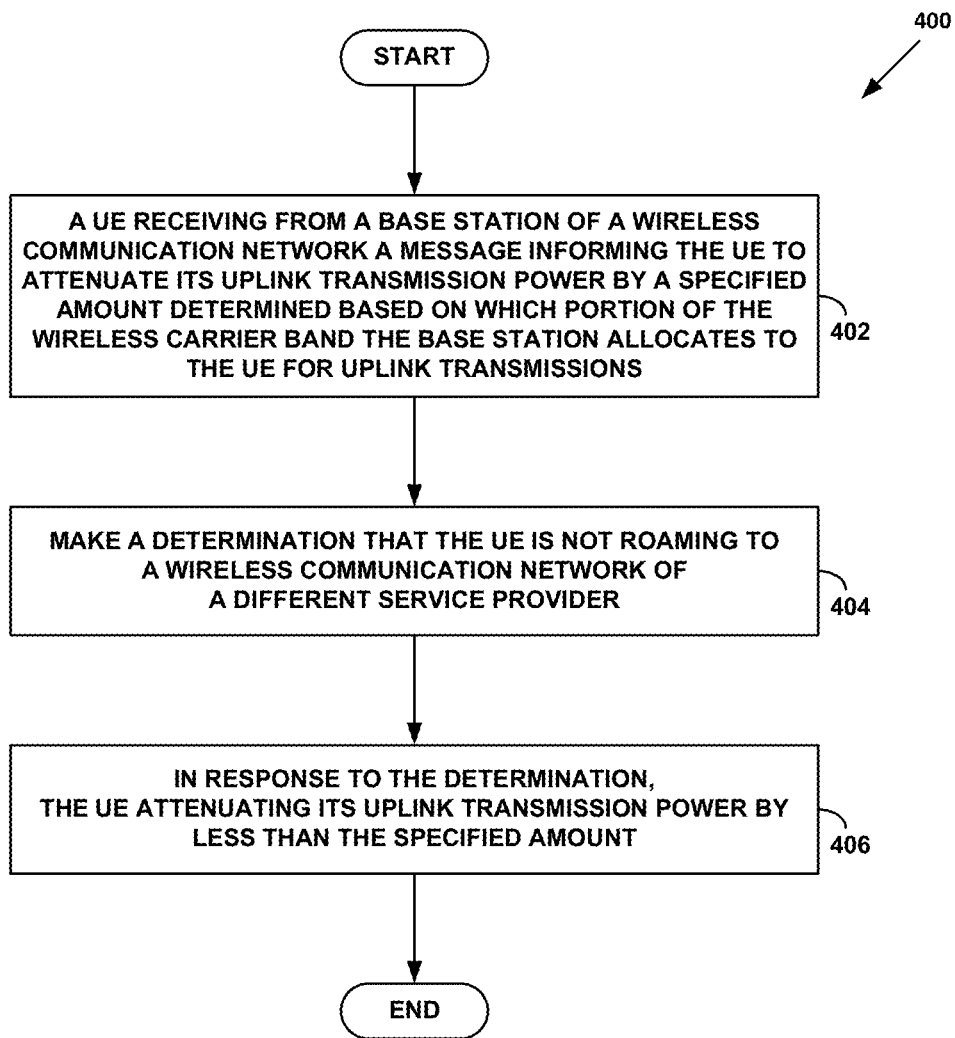 400
START
A UE RECEIVING FROM A BASE STATION OF A WIRELESS
COMMUNICATION NETWORK A MESSAGE INFORMING THE UE TO
ATTENUATE ITS UPLINK TRANSMISSION POWER BY A SPECIFIED
AMOUNT DETERMINED BASED ON WHICH PORTION OF THE
WIRELESS CARRIER BAND THE BASE STATION ALLOCATES TO
THE UE FOR UPLINK TRANSMISSIONS
402
MAKE A DETERMINATION THAT THE UE IS NOT ROAMING TO
A WIRELESS COMMUNICATION NETWORK OF
A DIFFERENT SERVICE PROVIDER
404
IN RESPONSE TO THE DETERMINATION,
THE UE ATTENUATING ITS UPLINK TRANSMISSION POWER BY
LESS THAN THE SPECIFIED AMOUNT
406
END